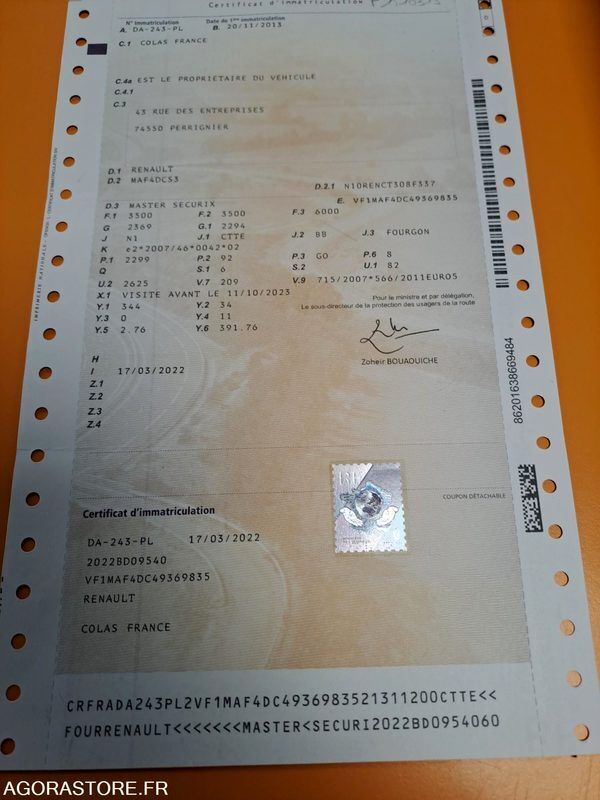 Certificat d'immatriculation
N° Immatriculation Date de 1ère immatriculation
A. DA-243-PL B. 20/11/2013
C.1 COLAS FRANCE
C.4a EST LE PROPRIÉTAIRE DU VÉHICULE
C.4.1
C.3
43 RUE DES ENTREPRISES
74550 PERRIGNIER
D.1 RENAULT
D.2 MAF4DCS3 D.2.1 N10RENCT308F337
E. VF1MAF4DC49369835
D.3 MASTER SECURIX
F.1 3500 F.2 3500 F.3 6000
G 2369 G.1 2294
J N1 J.1 CTTE J.2 BB J.3 FOURGON
K e2*2007/46*0042*02
P.1 2299 P.2 92 P.3 GO P.6 8
Q S.1 6 S.2 U.1 82
U.2 2625 V.7 209 V.9 715/2007*566/2011EURO5
X.1 VISITE AVANT LE 11/10/2023
Y.1 344 Y.2 34
Y.3 0 Y.4 11
Y.5 2.76 Y.6 391.76
Pour le ministre et par délégation,
Le sous-directeur de la protection des usagers de la route
Zoheir BOUAOUICHE
H
I 17/03/2022
Z.1
Z.2
Z.3
Z.4
86201638669484
COUPON DÉTACHABLE
Certificat d'immatriculation
DA-243-PL 17/03/2022
2022BD09540
VF1MAF4DC49369835
RENAULT
COLAS FRANCE
CRFRADA243PL2VF1MAF4DC4936983521311200CTTE<<
FOURRENAULT<<<<<<<MASTER<SECURI2022BD0954060
AGORASTORE.FR